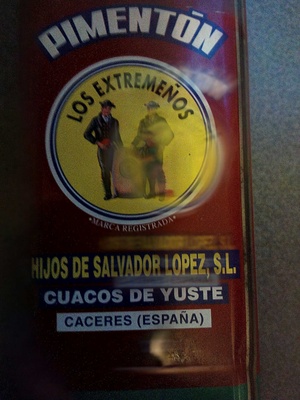 PIMENTÓN
LOS EXTREMEÑOS
•MARCA REGISTRADA•
HIJOS DE SALVADOR LOPEZ, S.L.
CUACOS DE YUSTE
CACERES (ESPAÑA)